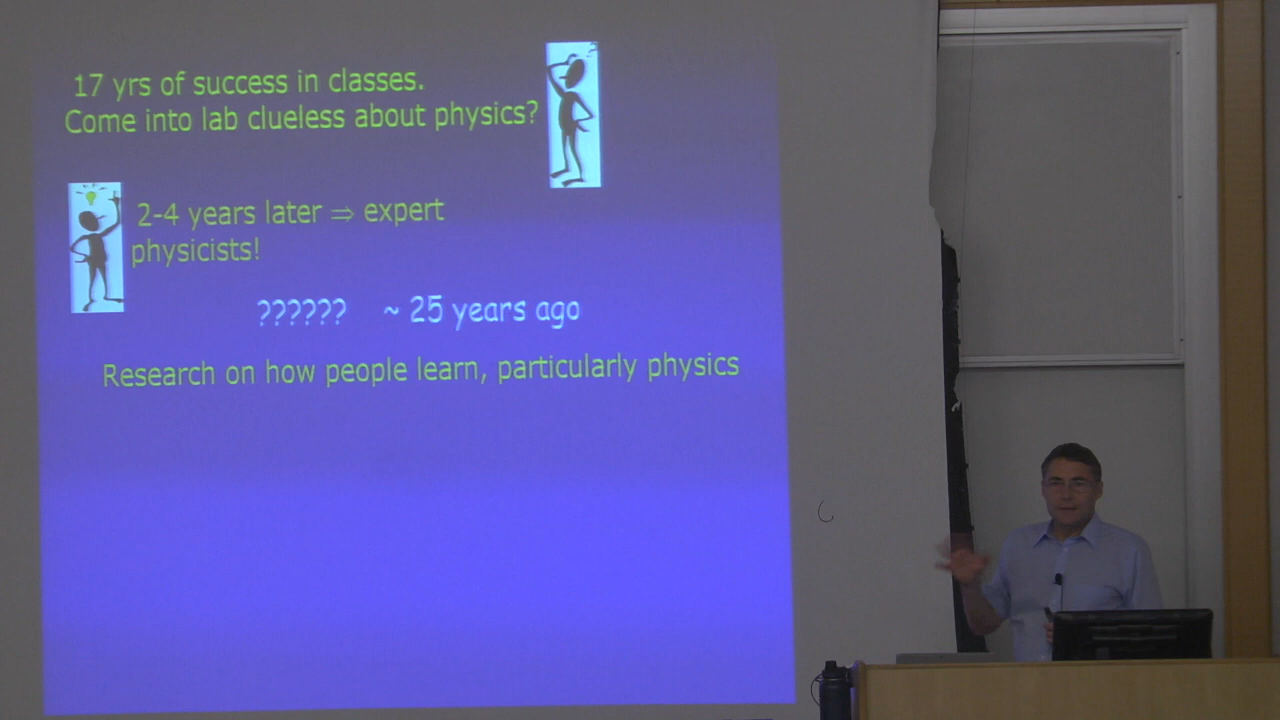 17 yrs of success in classes.
Come into lab clueless about physics?
2-4 years later ⇒ expert
physicists!
?????? ~ 25 years ago
Research on how people learn, particularly physics